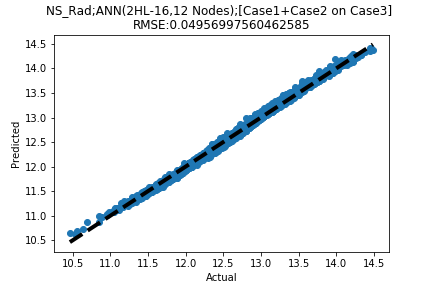 NS_Rad;ANN(2HL-16,12 Nodes);[Case1+Case2 on Case3]
RMSE:0.04956997560462585
14.5
14.0
13.5
13.0
12.5
12.0
11.5
11.0
10.5
Predicted
10.5 11.0 11.5 12.0 12.5 13.0 13.5 14.0 14.5
Actual